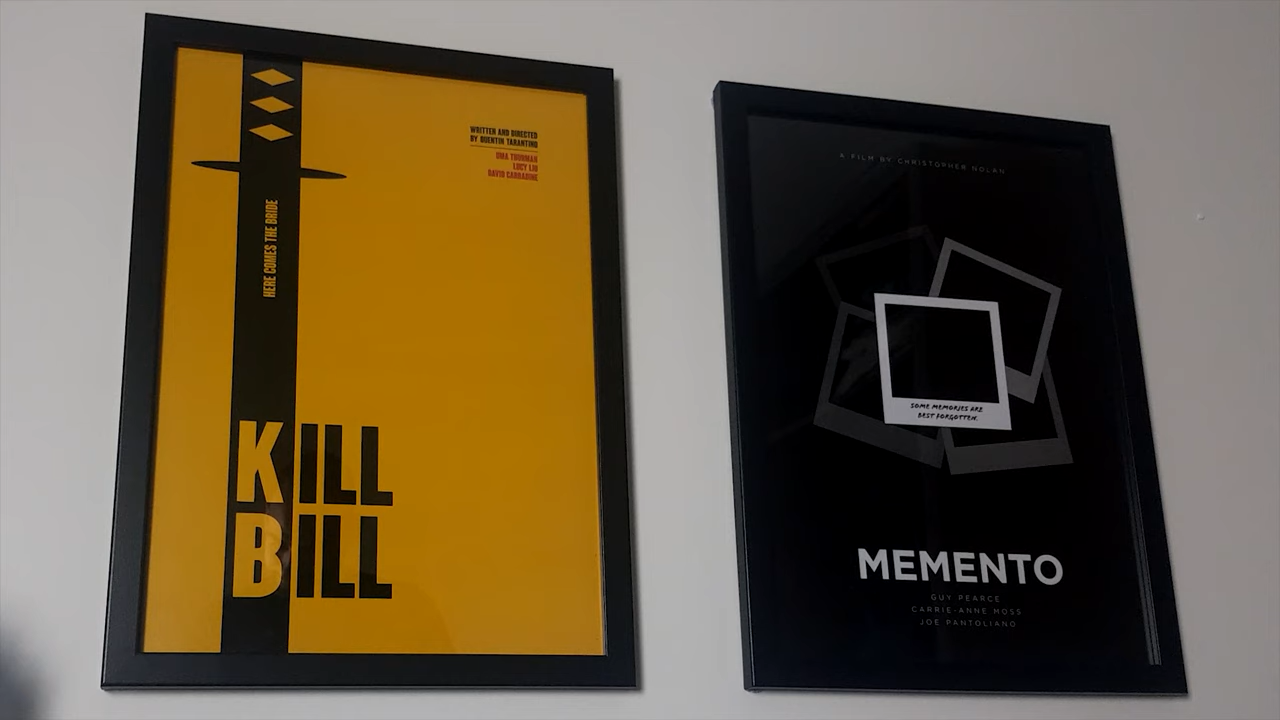 WRITTEN AND DIRECTED
BY QUENTIN TARANTINO
UMA THURMAN
LUCY LIU
DAVID CARRADINE
HERE COMES THE BRIDE
KILL
BILL
A FILM BY CHRISTOPHER NOLAN
SOME MEMORIES ARE
BEST FORGOTTEN.
MEMENTO
GUY PEARCE
CARRIE-ANNE MOSS
JOE PANTOLIANO